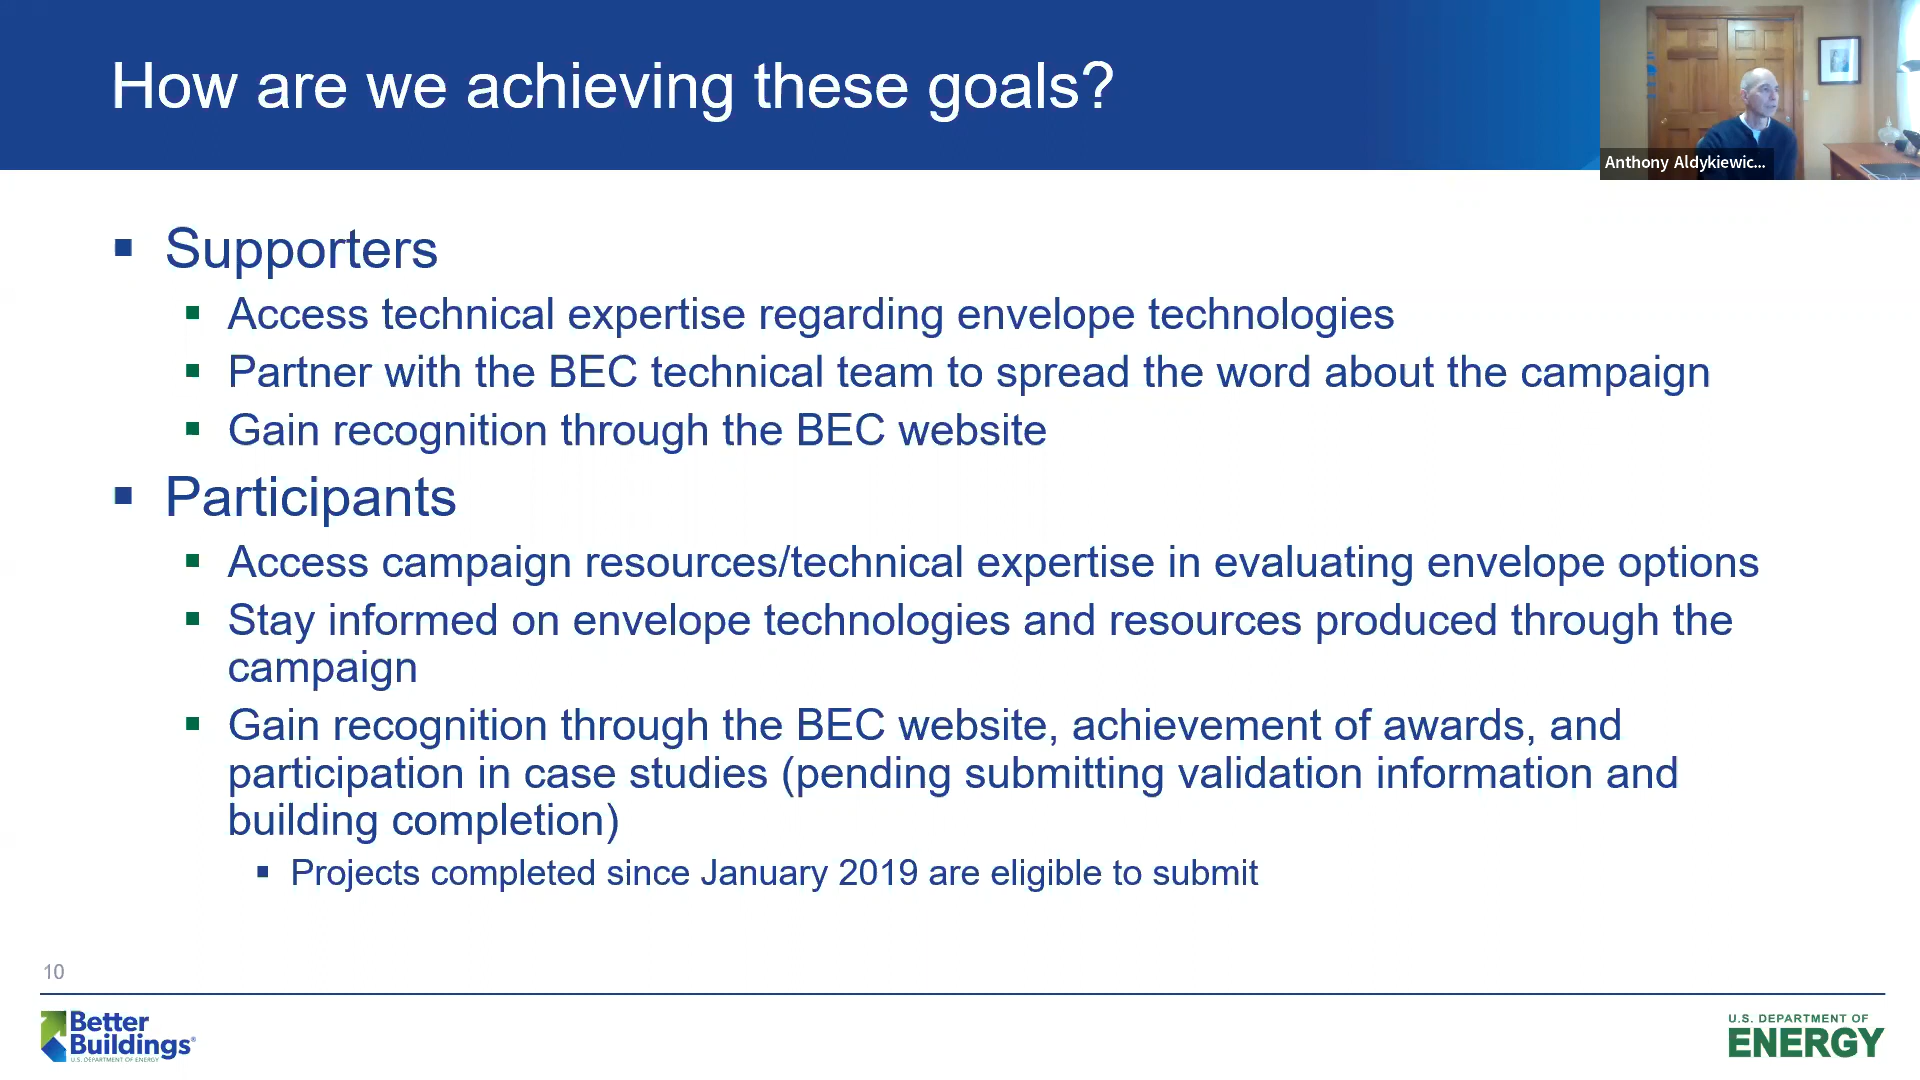 How are we achieving these goals?
Anthony Aldykiewic...
Supporters
Access technical expertise regarding envelope technologies
Partner with the BEC technical team to spread the word about the campaign
Gain recognition through the BEC website
Participants
Access campaign resources/technical expertise in evaluating envelope options
Stay informed on envelope technologies and resources produced through the
campaign
Gain recognition through the BEC website, achievement of awards, and
participation in case studies (pending submitting validation information and
building completion)
Projects completed since January 2019 are eligible to submit
10
Better
Buildings®
U.S. DEPARTMENT OF ENERGY
U.S. DEPARTMENT OF
ENERGY